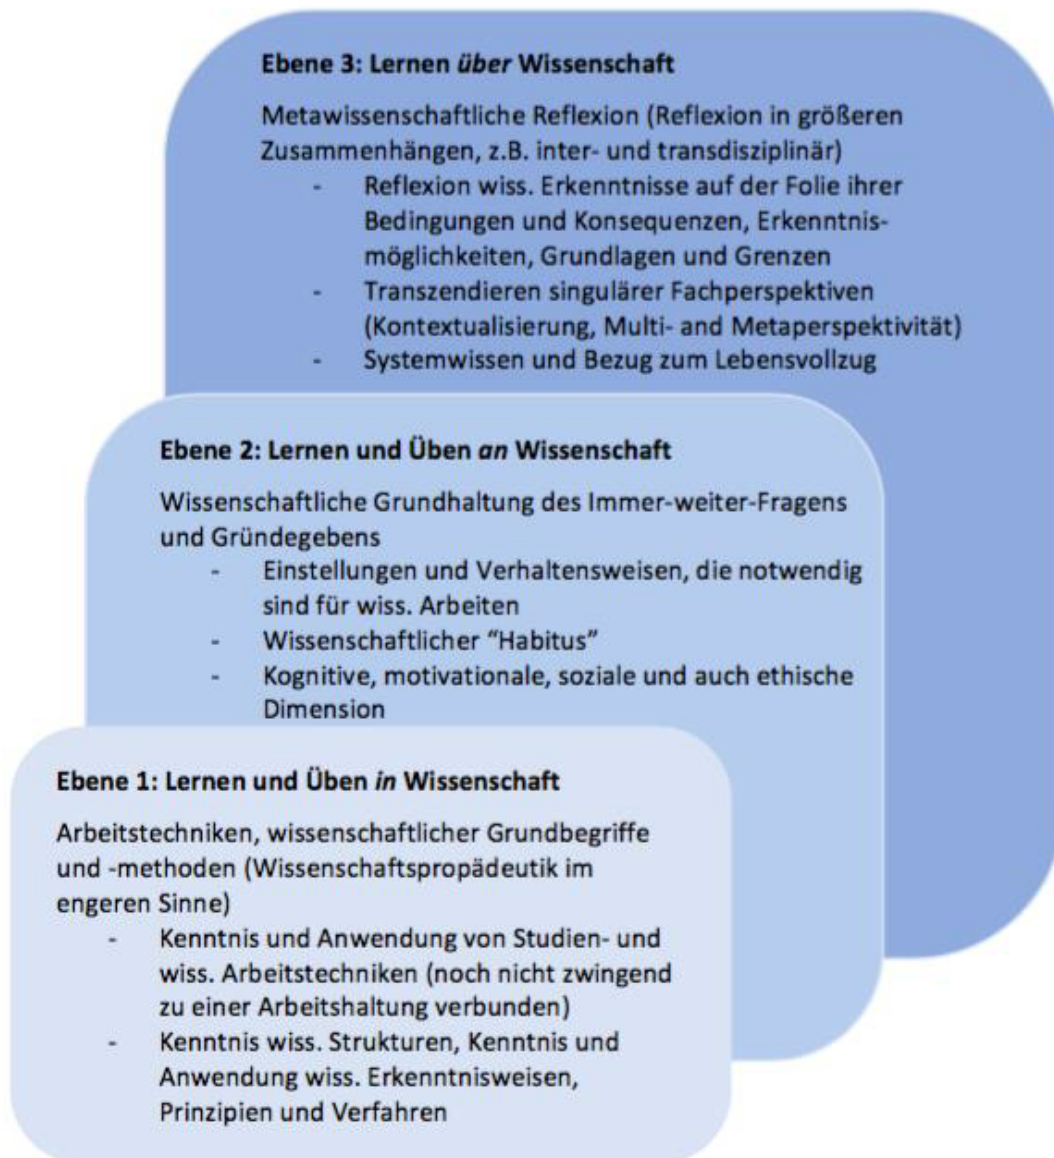 Ebene 3: Lernen über Wissenschaft
Metawissenschaftliche Reflexion (Reflexion in größeren
Zusammenhängen, z.B. inter- und transdisziplinär)
- Reflexion wiss. Erkenntnisse auf der Folie ihrer
Bedingungen und Konsequenzen, Erkenntnis-
möglichkeiten, Grundlagen und Grenzen
- Transzendieren singulärer Fachperspektiven
(Kontextualisierung, Multi- and Metaperspektivität)
- Systemwissen und Bezug zum Lebensvollzug
Ebene 2: Lernen und Üben an Wissenschaft
Wissenschaftliche Grundhaltung des Immer-weiter-Fragens
und Gründegebens
- Einstellungen und Verhaltensweisen, die notwendig
sind für wiss. Arbeiten
- Wissenschaftlicher “Habitus”
- Kognitive, motivationale, soziale und auch ethische
Dimension
Ebene 1: Lernen und Üben in Wissenschaft
Arbeitstechniken, wissenschaftlicher Grundbegriffe
und -methoden (Wissenschaftspropädeutik im
engeren Sinne)
- Kenntnis und Anwendung von Studien- und
wiss. Arbeitstechniken (noch nicht zwingend
zu einer Arbeitshaltung verbunden)
- Kenntnis wiss. Strukturen, Kenntnis und
Anwendung wiss. Erkenntnisweisen,
Prinzipien und Verfahren